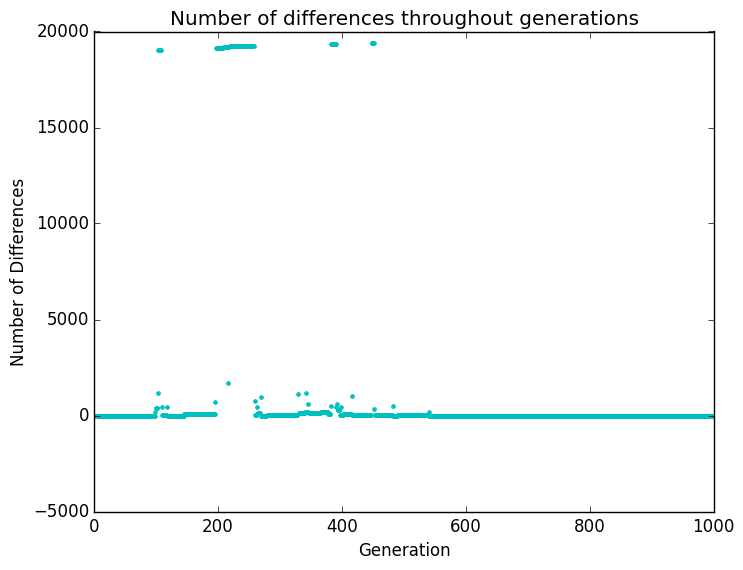 Number of differences throughout generations
20000
15000
10000
5000
0
−5000
Number of Differences
0 200 400 600 800 1000
Generation